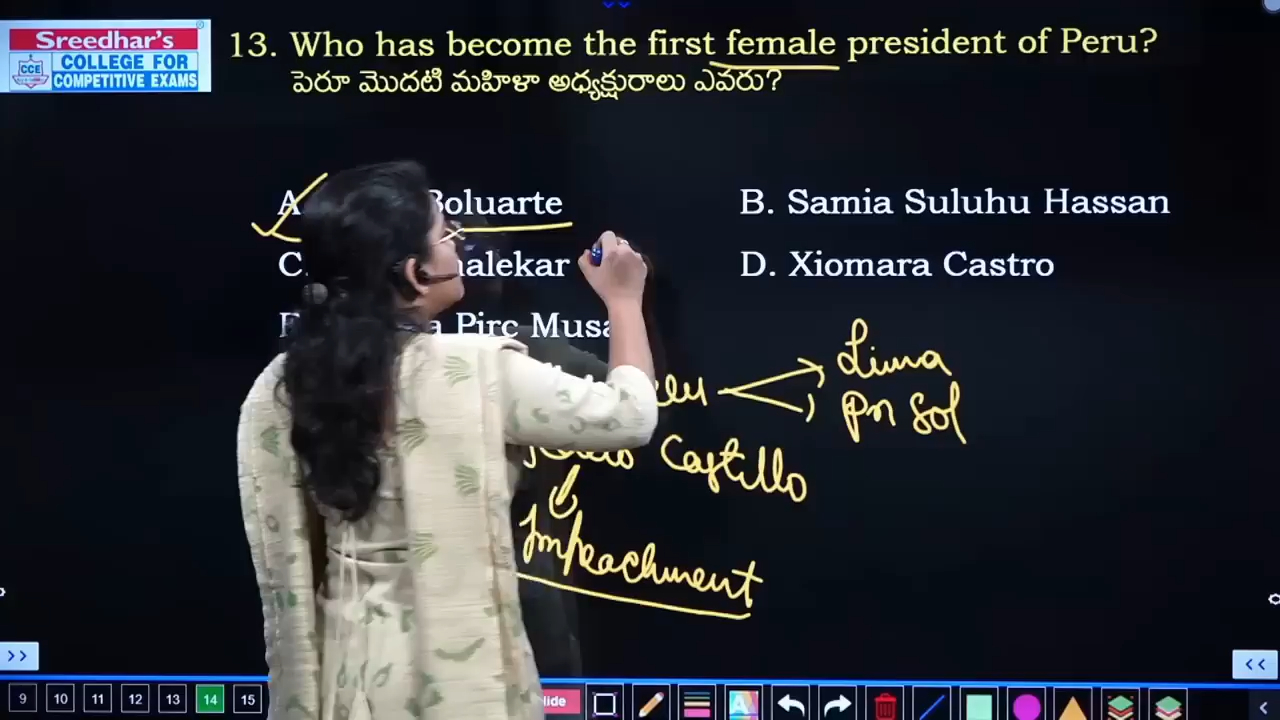 Sreedhar's
CCE
COLLEGE FOR
COMPETITIVE EXAMS
13. Who has become the first female president of Peru?
పెరూ మొదటి మహిళా అధ్యక్షురాలు ఎవరు?
A Boluarte
B. Samia Suluhu Hassan
C. alekar
D. Xiomara Castro
Pirc Musa
Lima
Sol
Castillo
Impeachment
>>
<<
9 10 11 12 13 14 15
lide
<